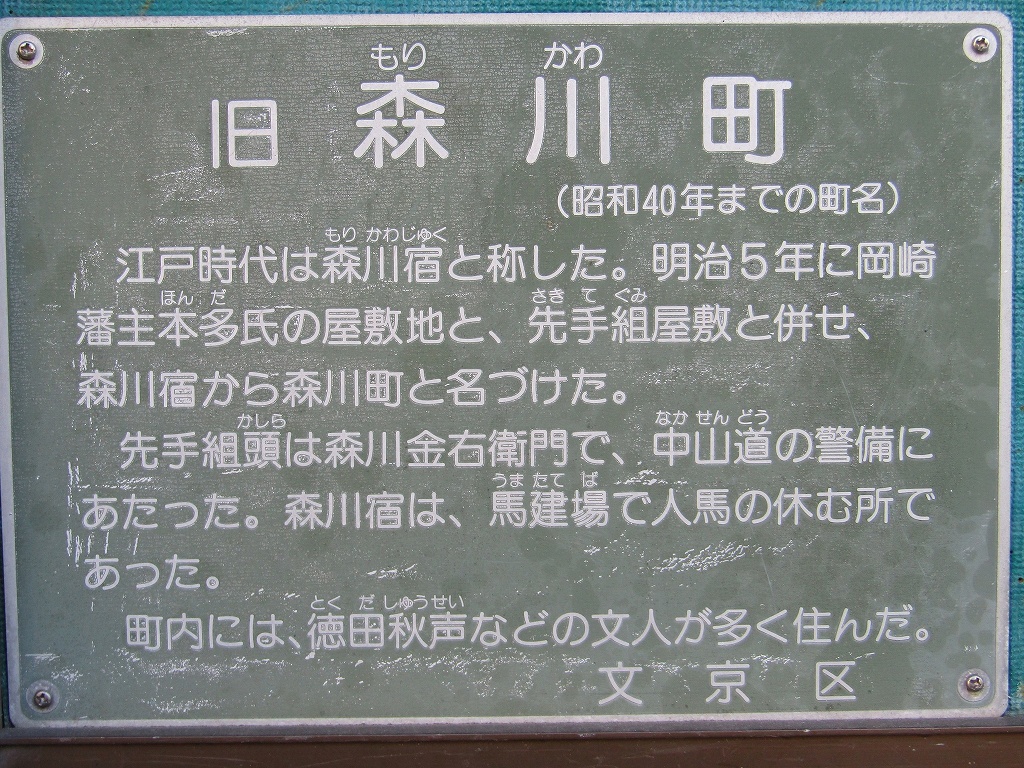 もり かわ
旧 森 川 町
(昭和40年までの町名)
もり かわじゅく
江戸時代は森川宿と称した。明治5年に岡崎
ほん だ さき て ぐみ
藩主本多氏の屋敷地と、先手組屋敷と併せ、
森川宿から森川町と名づけた。
かしら なか せん どう
先手組頭は森川金右衛門で、中山道の警備に
うま たて ば
あたった。森川宿は、馬建場で人馬の休む所で
あった。
とく だ しゅうせい
町内には、徳田秋声などの文人が多く住んだ。
文 京 区